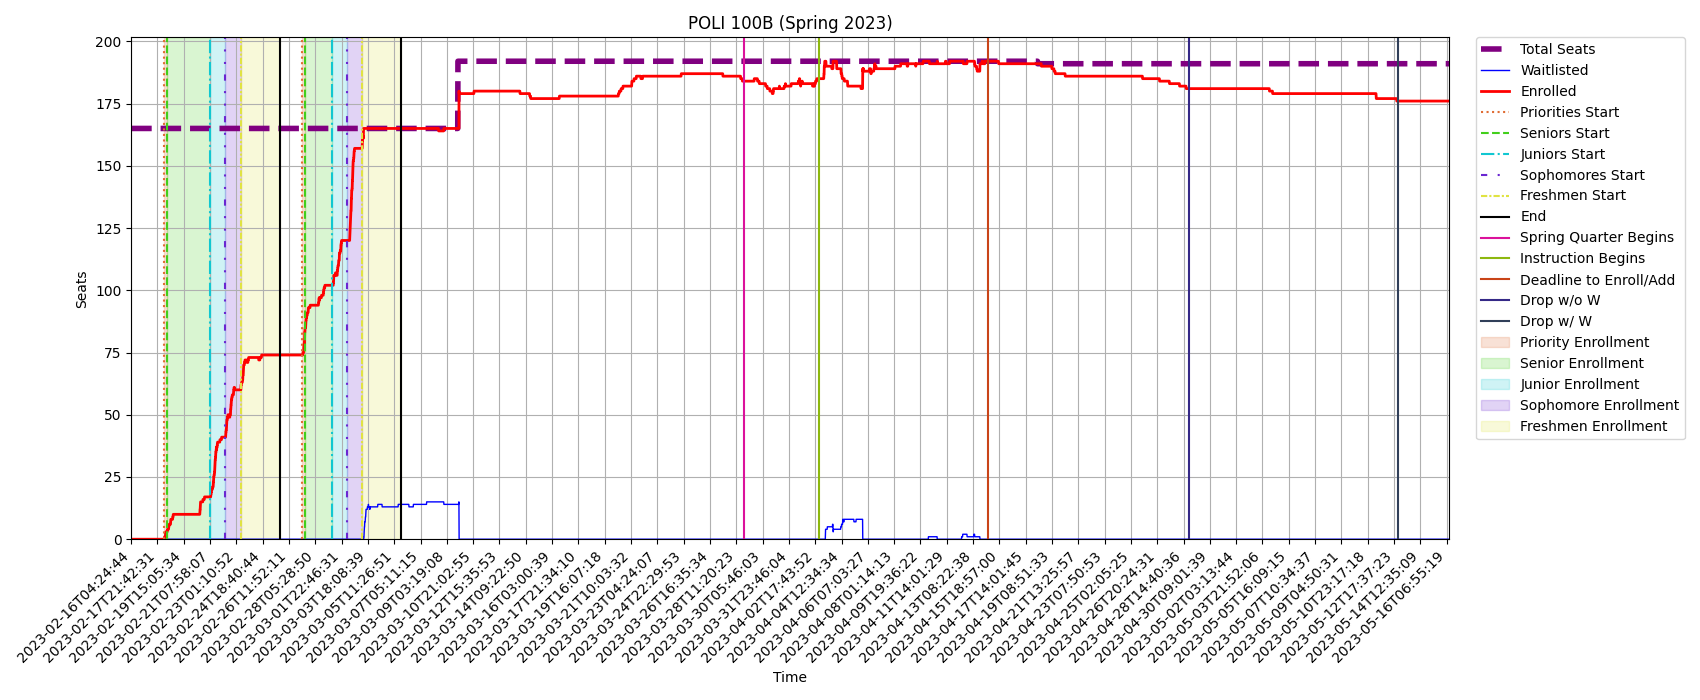 POLI 100B (Spring 2023)
Seats
200
175
150
125
100
75
50
25
0
2023-02-16T04:24:44
2023-02-17T21:42:31
2023-02-19T15:05:34
2023-02-21T07:58:07
2023-02-23T01:10:52
2023-02-24T18:40:44
2023-02-26T11:52:11
2023-02-28T05:28:50
2023-03-01T22:46:31
2023-03-03T18:08:39
2023-03-05T11:26:51
2023-03-07T05:11:15
2023-03-09T03:19:08
2023-03-10T21:02:55
2023-03-12T15:35:53
2023-03-14T09:22:50
2023-03-16T03:00:39
2023-03-17T21:34:10
2023-03-19T16:07:18
2023-03-21T10:03:32
2023-03-23T04:24:07
2023-03-24T22:29:53
2023-03-26T16:35:34
2023-03-28T11:20:23
2023-03-30T05:46:03
2023-03-31T23:46:04
2023-04-02T17:43:52
2023-04-04T12:34:34
2023-04-06T07:03:27
2023-04-08T01:14:13
2023-04-09T19:36:22
2023-04-11T14:01:29
2023-04-13T08:22:38
2023-04-15T18:57:00
2023-04-17T14:01:45
2023-04-19T08:51:33
2023-04-21T13:25:57
2023-04-23T07:50:53
2023-04-25T02:05:25
2023-04-26T20:24:31
2023-04-28T14:40:36
2023-04-30T09:01:39
2023-05-02T03:13:44
2023-05-03T21:52:06
2023-05-05T16:09:15
2023-05-07T10:34:37
2023-05-09T04:50:31
2023-05-10T23:17:18
2023-05-12T17:37:23
2023-05-14T12:35:09
2023-05-16T06:55:19
Time
Total Seats
Waitlisted
Enrolled
Priorities Start
Seniors Start
Juniors Start
Sophomores Start
Freshmen Start
End
Spring Quarter Begins
Instruction Begins
Deadline to Enroll/Add
Drop w/o W
Drop w/ W
Priority Enrollment
Senior Enrollment
Junior Enrollment
Sophomore Enrollment
Freshmen Enrollment